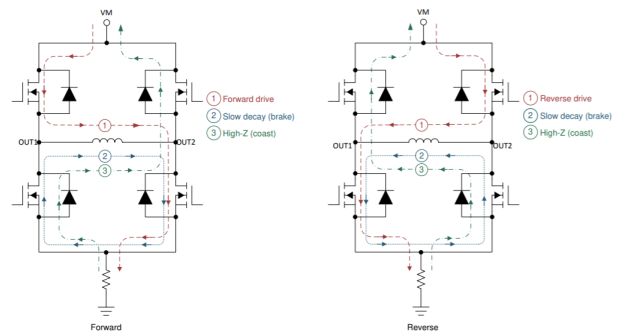 VM
1 Forward drive
2 Slow decay (brake)
3 High-Z (coast)
1
OUT1
OUT2
2
3
Forward
VM
1 Reverse drive
2 Slow decay (brake)
3 High-Z (coast)
1
OUT1
OUT2
2
3
Reverse